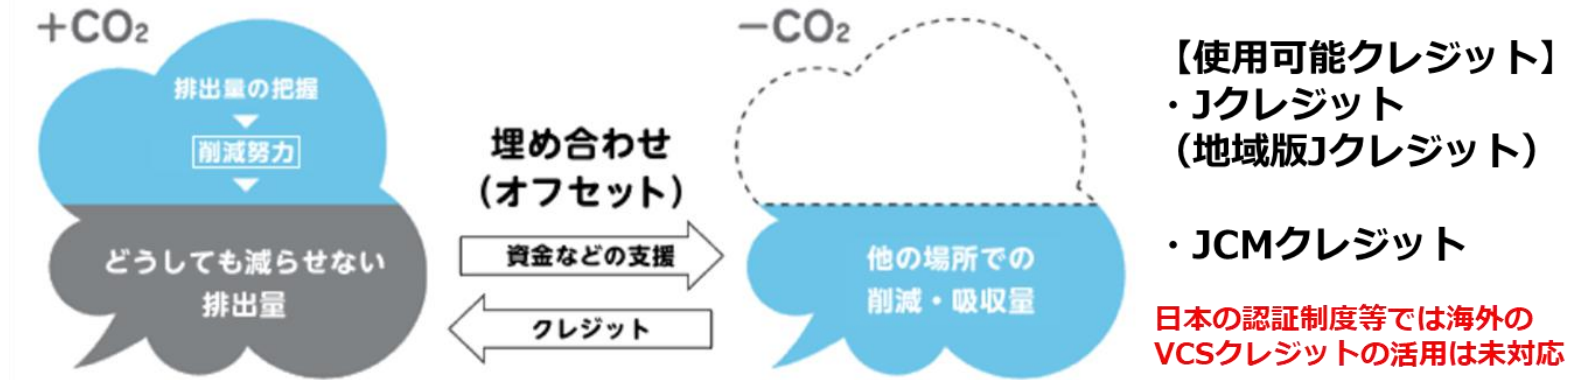 +CO₂
排出量の把握
削減努力
どうしても減らせない
排出量
埋め合わせ
(オフセット)
資金などの支援
クレジット
−CO₂
他の場所での
削減・吸収量
【使用可能クレジット】
・Jクレジット
（地域版Jクレジット）
・JCMクレジット
日本の認証制度等では海外の
VCSクレジットの活用は未対応